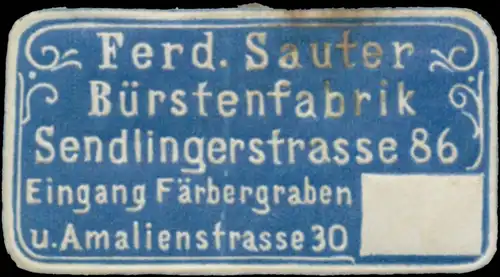 Ferd. Sauter
Bürstenfabrik
Sendlingerstrasse 86
Eingang Färbergraben
u. Amalienstrasse 30